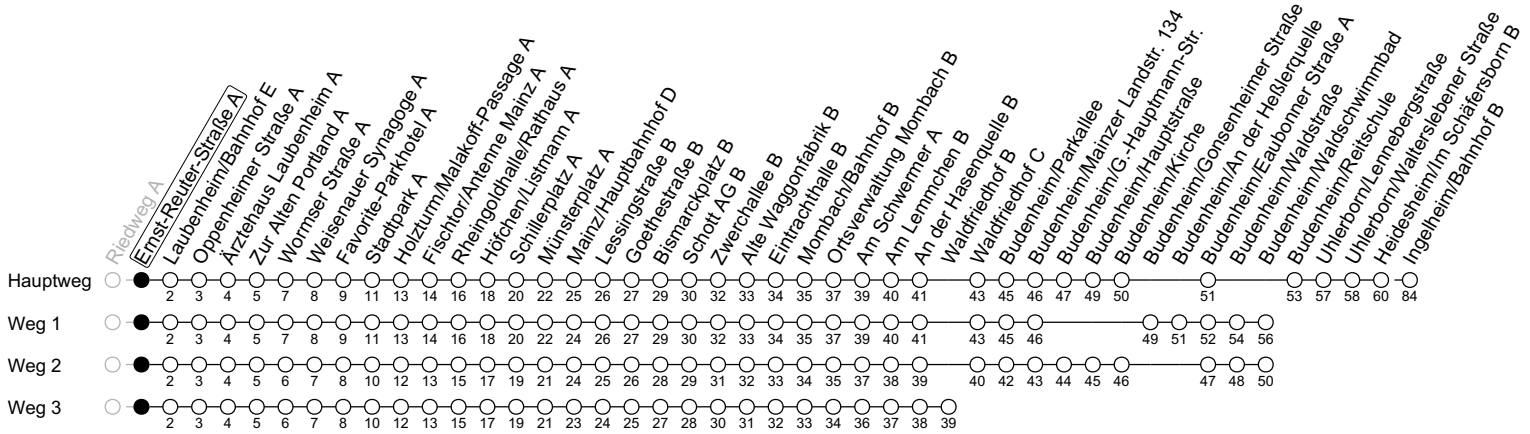 Riedweg A
Ernst-Reuter-Straße A
Laubenheim/Bahnhof E
Oppenheimer Straße A
Ärztehaus Laubenheim A
Zur Alten Portland A
Wormser Straße A
Weisenauer Synagoge A
Favorite-Parkhotel A
Stadtpark A
Holzturm/Malakoff-Passage A
Fischtor/Antenne Mainz A
Rheingoldhalle/Rathaus A
Höfchen/Listmann A
Schillerplatz A
Münsterplatz A
Mainz/Hauptbahnhof D
Lessingstraße B
Goethestraße B
Bismarckplatz B
Schott AG B
Zwerchallee B
Alte Waggonfabrik B
Eintrachthalle B
Mombach/Bahnhof B
Ortsverwaltung Mombach B
Am Schwermer A
Am Lemmchen B
An der Hasenquelle B
Waldfriedhof B
Waldfriedhof C
Budenheim/Parkallee
Budenheim/Mainzer Landstr. 134
Budenheim/G.-Hauptmann-Str.
Budenheim/Hauptstraße
Budenheim/Kirche
Budenheim/Gonsenheimer Straße
Budenheim/An der Heßlerquelle
Budenheim/Eaubonner Straße A
Budenheim/Waldstraße
Budenheim/Waldschwimmbad
Budenheim/Reitschule
Uhlerborn/Lennebergstraße
Uhlerborn/Walterslebener Straße
Heidesheim/Im Schäfersborn B
Ingelheim/Bahnhof B
Hauptweg
2 3 4 5 7 8 9 11 13 14 16 18 20 22 25 26 27 29 30 32 33 34 35 37 39 40 41 43 45 46 47 49 50 51 53 57 58 60 84
Weg 1
2 3 4 5 7 8 9 11 13 14 16 18 20 22 24 26 27 29 30 32 33 34 35 37 39 40 41 43 45 46 49 51 52 54 56
Weg 2
2 3 4 5 6 7 8 10 12 13 15 17 19 21 24 25 26 28 29 31 32 33 34 35 37 38 39 40 42 43 44 45 46 47 48 50
Weg 3
2 3 4 5 6 7 8 10 12 13 15 17 19 21 23 24 25 27 28 30 31 32 33 34 36 37 38 39